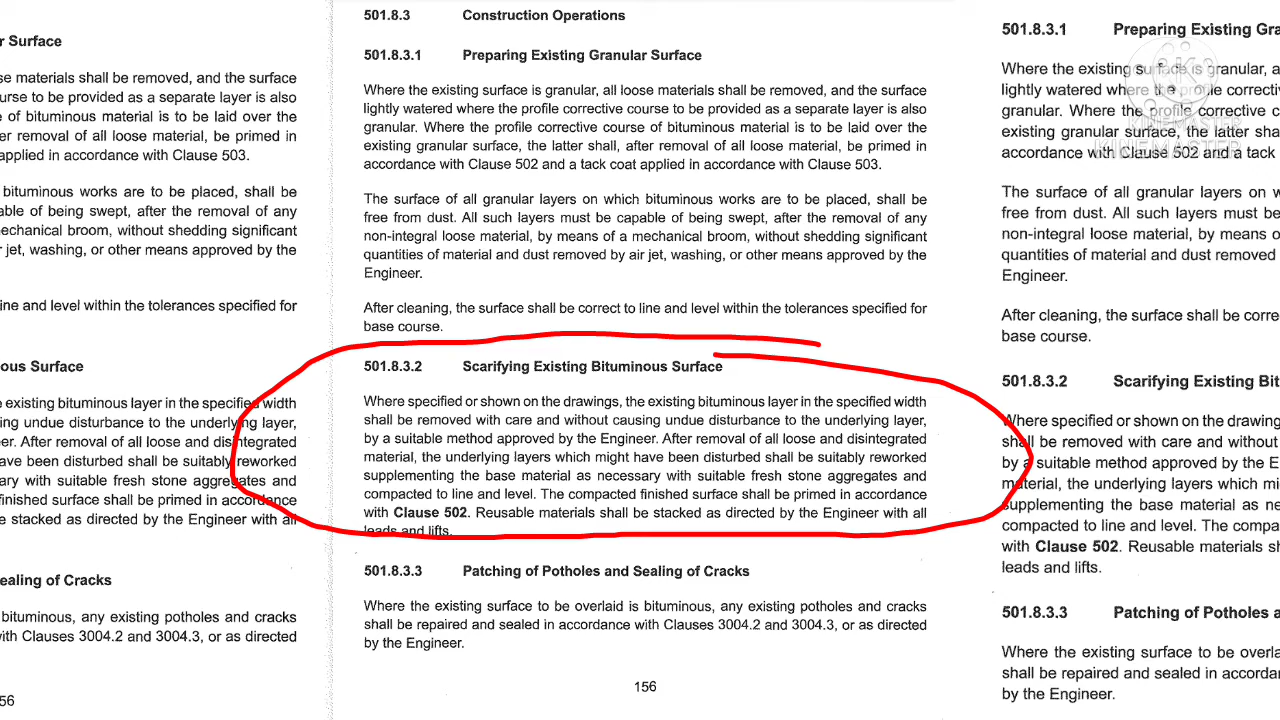 r Surface
se materials shall be removed, and the surface
urse to be provided as a separate layer is also
e of bituminous material is to be laid over the
er removal of all loose material, be primed in
applied in accordance with Clause 503.
bituminous works are to be placed, shall be
able of being swept, after the removal of any
nechanical broom, without shedding significant
r jet, washing, or other means approved by the
ine and level within the tolerances specified for
ous Surface
e existing bituminous layer in the specified width
ing undue disturbance to the underlying layer,
er. After removal of all loose and disintegrated
ave been disturbed shall be suitably reworked
ary with suitable fresh stone aggregates and
finished surface shall be primed in accordance
e stacked as directed by the Engineer with all
ealing of Cracks
bituminous, any existing potholes and cracks
vith Clauses 3004.2 and 3004.3, or as directed
56
501.8.3 Construction Operations
501.8.3.1 Preparing Existing Granular Surface
Where the existing surface is granular, all loose materials shall be removed, and the surface
lightly watered where the profile corrective course to be provided as a separate layer is also
granular. Where the profile corrective course of bituminous material is to be laid over the
existing granular surface, the latter shall, after removal of all loose material, be primed in
accordance with Clause 502 and a tack coat applied in accordance with Clause 503.
The surface of all granular layers on which bituminous works are to be placed, shall be
free from dust. All such layers must be capable of being swept, after the removal of any
non-integral loose material, by means of a mechanical broom, without shedding significant
quantities of material and dust removed by air jet, washing, or other means approved by the
Engineer.
After cleaning, the surface shall be correct to line and level within the tolerances specified for
base course.
501.8.3.2 Scarifying Existing Bituminous Surface
Where specified or shown on the drawings, the existing bituminous layer in the specified width
shall be removed with care and without causing undue disturbance to the underlying layer,
by a suitable method approved by the Engineer. After removal of all loose and disintegrated
material, the underlying layers which might have been disturbed shall be suitably reworked
supplementing the base material as necessary with suitable fresh stone aggregates and
compacted to line and level. The compacted finished surface shall be primed in accordance
with Clause 502. Reusable materials shall be stacked as directed by the Engineer with all
leads and lifts.
501.8.3.3 Patching of Potholes and Sealing of Cracks
Where the existing surface to be overlaid is bituminous, any existing potholes and cracks
shall be repaired and sealed in accordance with Clauses 3004.2 and 3004.3, or as directed
by the Engineer.
156
501.8.3.1 Preparing Existing Gra
Where the existing surface is granular, a
lightly watered where the profile correctiv
granular. Where the profile corrective c
existing granular surface, the latter sha
accordance with Clause 502 and a tack
The surface of all granular layers on w
free from dust. All such layers must be
non-integral loose material, by means o
quantities of material and dust removed
Engineer.
After cleaning, the surface shall be corre
base course.
501.8.3.2 Scarifying Existing Bit
Where specified or shown on the drawing
shall be removed with care and without
by a suitable method approved by the E
material, the underlying layers which mi
supplementing the base material as ne
compacted to line and level. The compa
with Clause 502. Reusable materials sh
leads and lifts.
501.8.3.3 Patching of Potholes a
Where the existing surface to be overla
shall be repaired and sealed in accordan
by the Engineer.
KINEMASTER
KINEMASTER